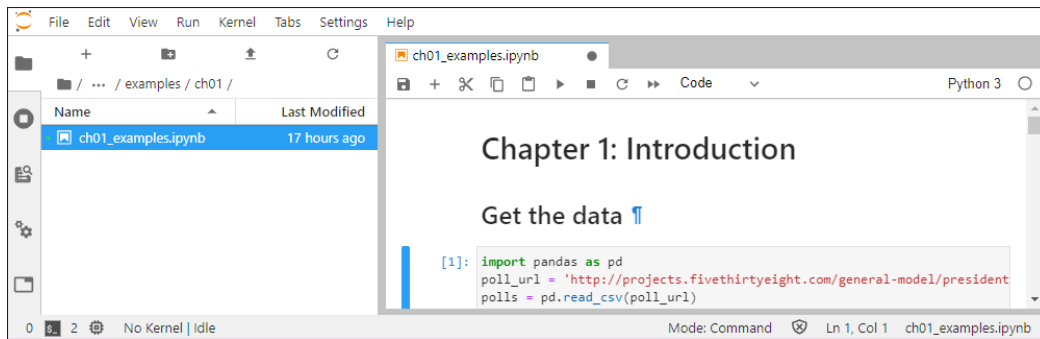 File Edit View Run Kernel Tabs Settings Help
/ ··· / examples / ch01 /
Name Last Modified
ch01_examples.ipynb 17 hours ago
ch01_examples.ipynb
Code Python 3
Chapter 1: Introduction
Get the data ¶
[1]: import pandas as pd
poll_url = 'http://projects.fivethirtyeight.com/general-model/president
polls = pd.read_csv(poll_url)
0 $_ 2 No Kernel | Idle Mode: Command Ln 1, Col 1 ch01_examples.ipynb